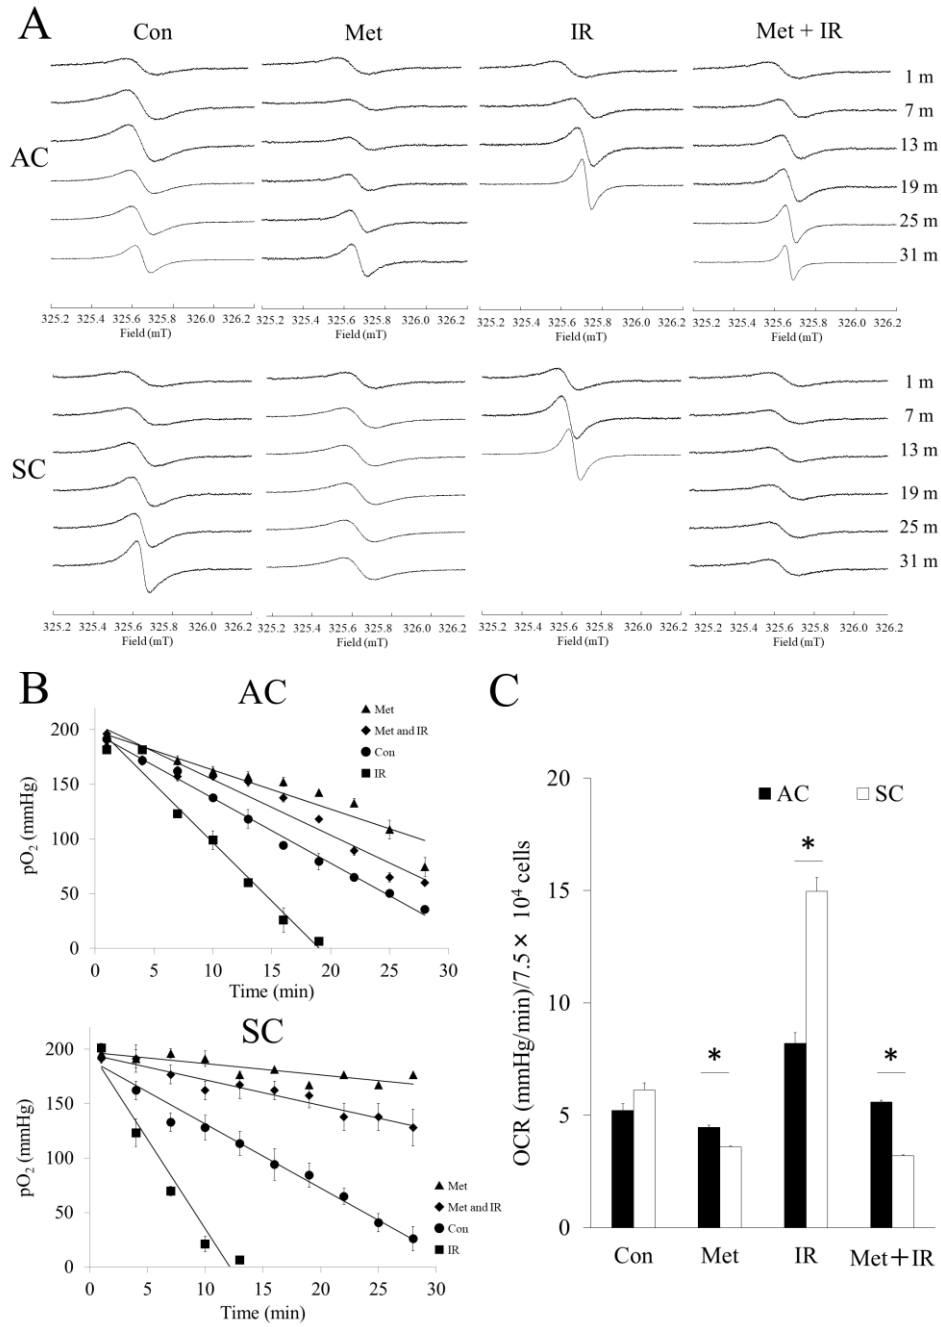 A
Con Met IR Met + IR
1 m
7 m
AC
13 m
19 m
25 m
31 m
325.2 325.4 325.6 325.8 326.0 326.2 325.2 325.4 325.6 325.8 326.0 326.2 325.2 325.4 325.6 325.8 326.0 326.2 325.2 325.4 325.6 325.8 326.0 326.2
Field (mT) Field (mT) Field (mT) Field (mT)
1 m
7 m
SC
13 m
19 m
25 m
31 m
325.2 325.4 325.6 325.8 326.0 326.2 325.2 325.4 325.6 325.8 326.0 326.2 325.2 325.4 325.6 325.8 326.0 326.2 325.2 325.4 325.6 325.8 326.0 326.2
Field (mT) Field (mT) Field (mT) Field (mT)
B
AC
Met
Met and IR
Con
IR
200
150
100
50
0
pO2 (mmHg)
0 5 10 15 20 25 30
Time (min)
SC
200
150
100
50
0
pO2 (mmHg)
Met
Met and IR
Con
IR
0 5 10 15 20 25 30
Time (min)
C
20
15
10
5
0
OCR (mmHg/min)/7.5 × 10⁴ cells
AC SC
* * *
Con Met IR Met+IR